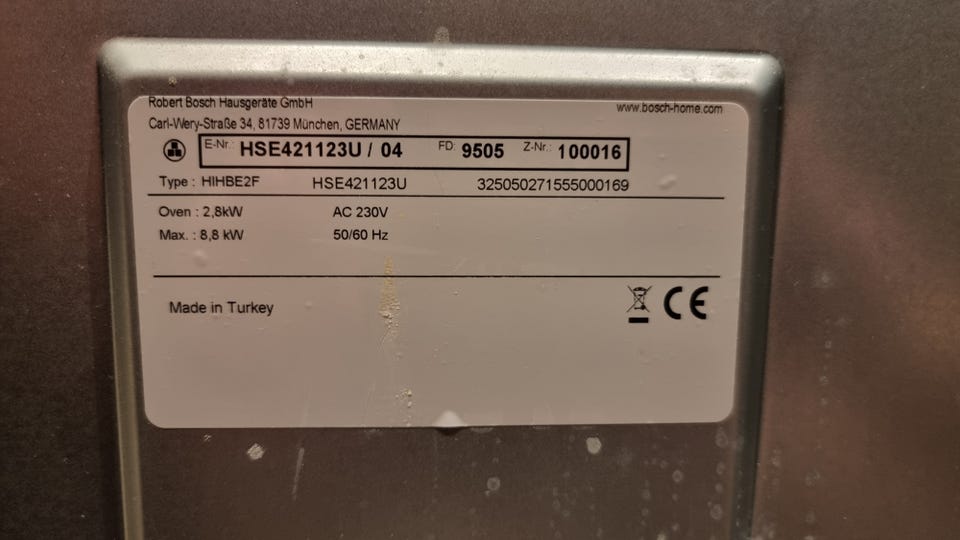 Robert Bosch Hausgeräte GmbH www.bosch-home.com
Carl-Wery-Straße 34, 81739 München, GERMANY
E-Nr.: HSE421123U / 04 FD: 9505 Z-Nr.: 100016
Type : HIHBE2F HSE421123U 325050271555000169
Oven : 2,8kW AC 230V
Max. : 8,8 kW 50/60 Hz
Made in Turkey CE